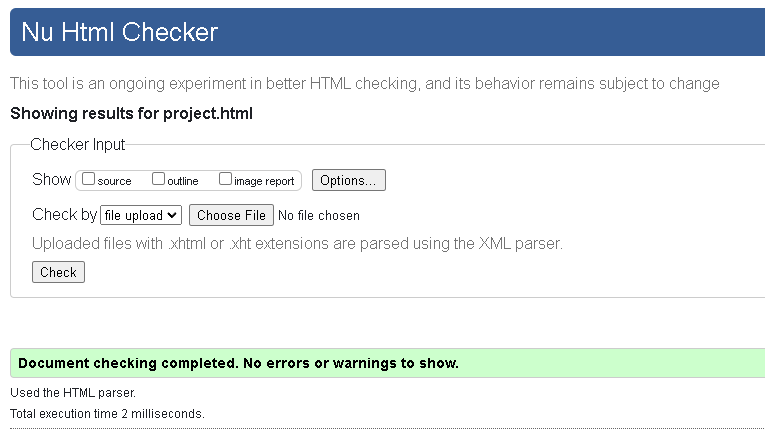 Nu Html Checker
This tool is an ongoing experiment in better HTML checking, and its behavior remains subject to change
Showing results for project.html
Checker Input
Show source outline image report Options...
Check by file upload Choose File No file chosen
Uploaded files with .xhtml or .xht extensions are parsed using the XML parser.
Check
Document checking completed. No errors or warnings to show.
Used the HTML parser.
Total execution time 2 milliseconds.